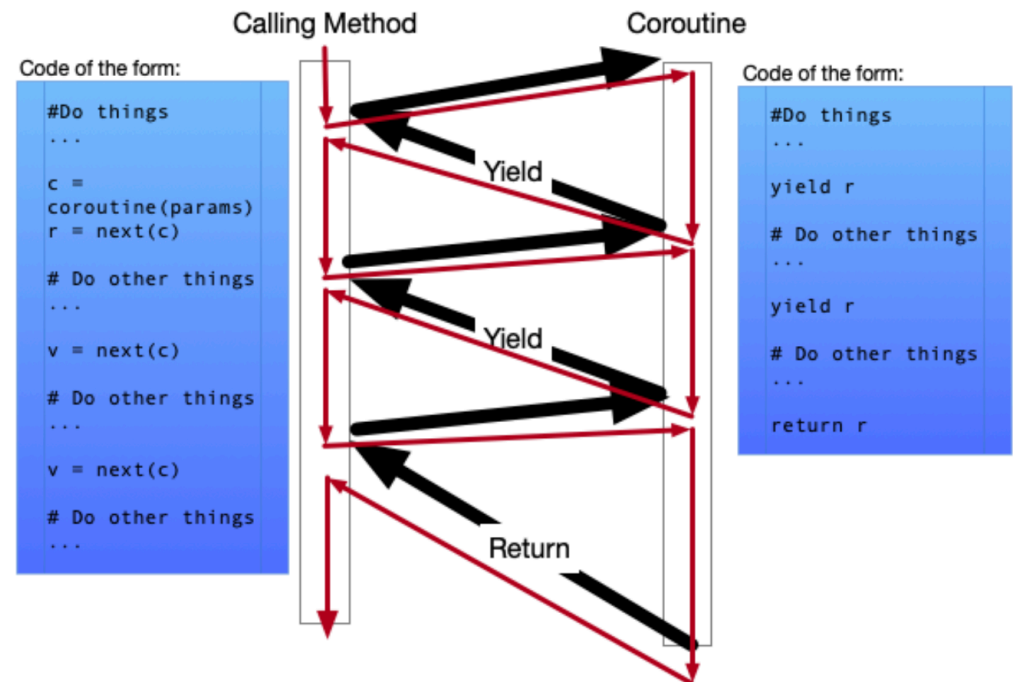 Calling Method
Coroutine
Code of the form:
#Do things
...
c =
coroutine(params)
r = next(c)
# Do other things
...
v = next(c)
# Do other things
...
v = next(c)
# Do other things
...
Yield
Yield
Return
Code of the form:
#Do things
...
yield r
# Do other things
...
yield r
# Do other things
...
return r